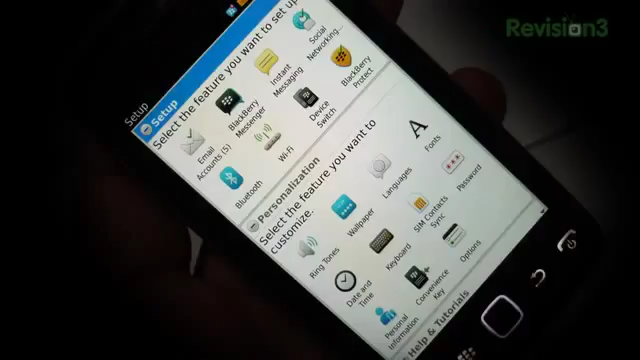 Revision3
Setup
Setup
Select the feature you want to set up
Email
Accounts (5)
BlackBerry
Messenger
Instant
Messaging
Social
Networking...
Bluetooth
Wi-Fi
Device
Switch
BlackBerry
Protect
Personalization
Select the feature you want to
customize.
Ring Tones
Wallpaper
Languages
Fonts
Date and
Time
Keyboard
SIM Contacts
Sync
Password
Personal
Information
Convenience
Key
Options
Help & Tutorials